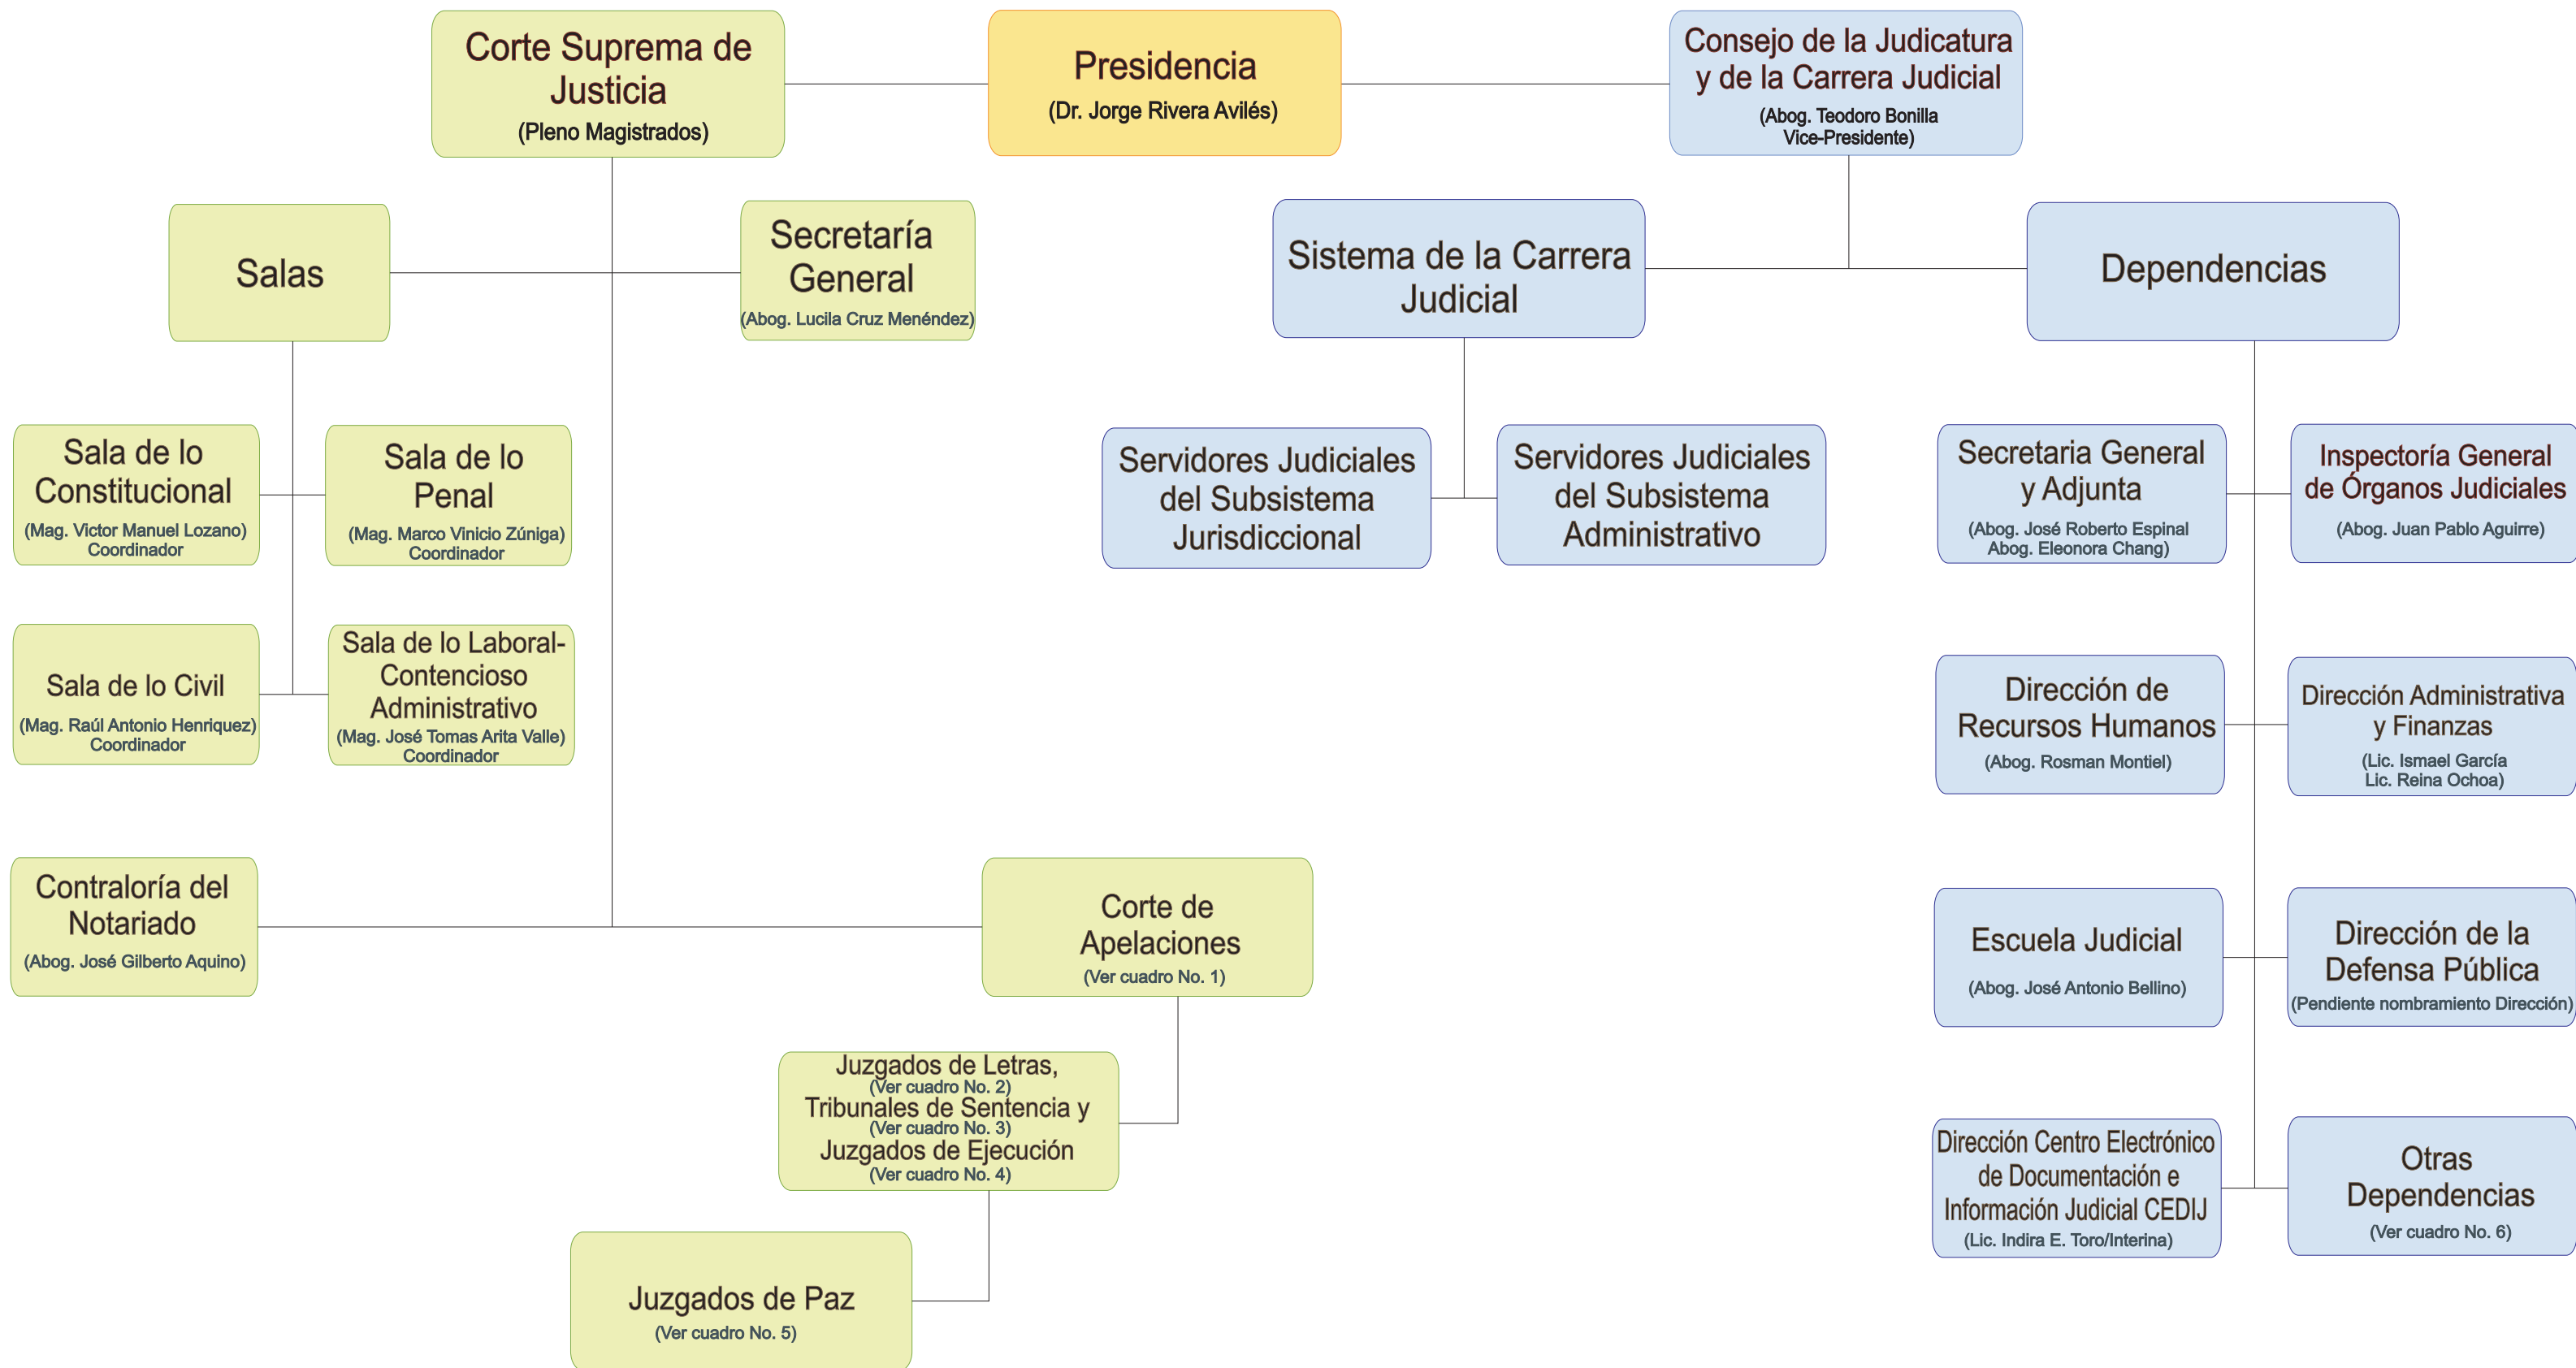 Corte Suprema de
Justicia
(Pleno Magistrados)
Presidencia
(Dr. Jorge Rivera Avilés)
Consejo de la Judicatura
y de la Carrera Judicial
(Abog. Teodoro Bonilla
Vice-Presidente)
Salas
Secretaría
General
(Abog. Lucila Cruz Menéndez)
Sistema de la Carrera
Judicial
Dependencias
Sala de lo
Constitucional
(Mag. Victor Manuel Lozano)
Coordinador
Sala de lo
Penal
(Mag. Marco Vinicio Zúniga)
Coordinador
Servidores Judiciales
del Subsistema
Jurisdiccional
Servidores Judiciales
del Subsistema
Administrativo
Secretaria General
y Adjunta
(Abog. José Roberto Espinal
Abog. Eleonora Chang)
Inspectoría General
de Órganos Judiciales
(Abog. Juan Pablo Aguirre)
Sala de lo Civil
(Mag. Raúl Antonio Henriquez)
Coordinador
Sala de lo Laboral-
Contencioso
Administrativo
(Mag. José Tomas Arita Valle)
Coordinador
Dirección de
Recursos Humanos
(Abog. Rosman Montiel)
Dirección Administrativa
y Finanzas
(Lic. Ismael García
Lic. Reina Ochoa)
Contraloría del
Notariado
(Abog. José Gilberto Aquino)
Corte de
Apelaciones
(Ver cuadro No. 1)
Escuela Judicial
(Abog. José Antonio Bellino)
Dirección de la
Defensa Pública
(Pendiente nombramiento Dirección)
Juzgados de Letras,
(Ver cuadro No. 2)
Tribunales de Sentencia y
(Ver cuadro No. 3)
Juzgados de Ejecución
(Ver cuadro No. 4)
Dirección Centro Electrónico
de Documentación e
Información Judicial CEDIJ
(Lic. Indira E. Toro/Interina)
Otras
Dependencias
(Ver cuadro No. 6)
Juzgados de Paz
(Ver cuadro No. 5)